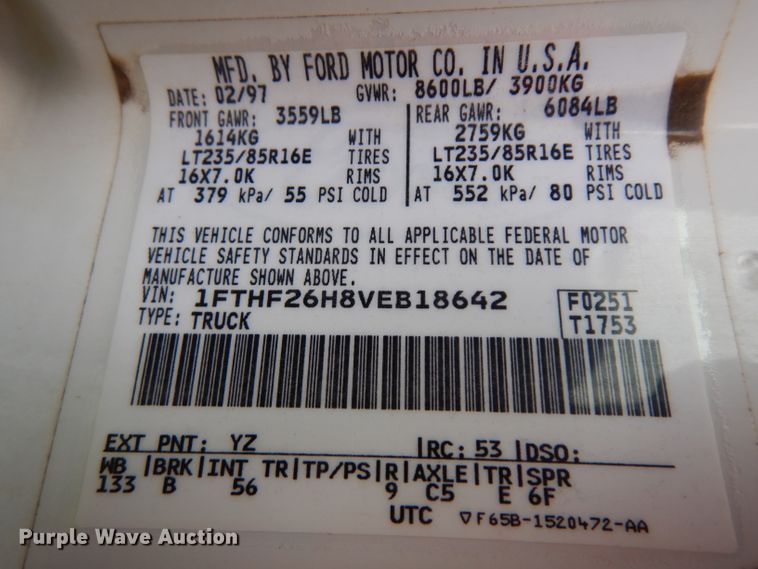 MFD. BY FORD MOTOR CO. IN U.S.A.
DATE: 02/97 GVWR: 8600LB/ 3900KG
FRONT GAWR: 3559LB REAR GAWR: 6084LB
1614KG WITH 2759KG WITH
LT235/85R16E TIRES LT235/85R16E TIRES
16X7.0K RIMS 16X7.0K RIMS
AT 379 kPa/ 55 PSI COLD AT 552 kPa/ 80 PSI COLD
THIS VEHICLE CONFORMS TO ALL APPLICABLE FEDERAL MOTOR
VEHICLE SAFETY STANDARDS IN EFFECT ON THE DATE OF
MANUFACTURE SHOWN ABOVE.
VIN: 1FTHF26H8VEB18642 F0251
TYPE: TRUCK T1753
EXT PNT: YZ RC: 53 DSO:
WB BRK INT TR TP/PS R AXLE TR SPR
133 B 56 9 C5 E 6F
UTC ▽F65B-1520472-AA
Purple Wave Auction